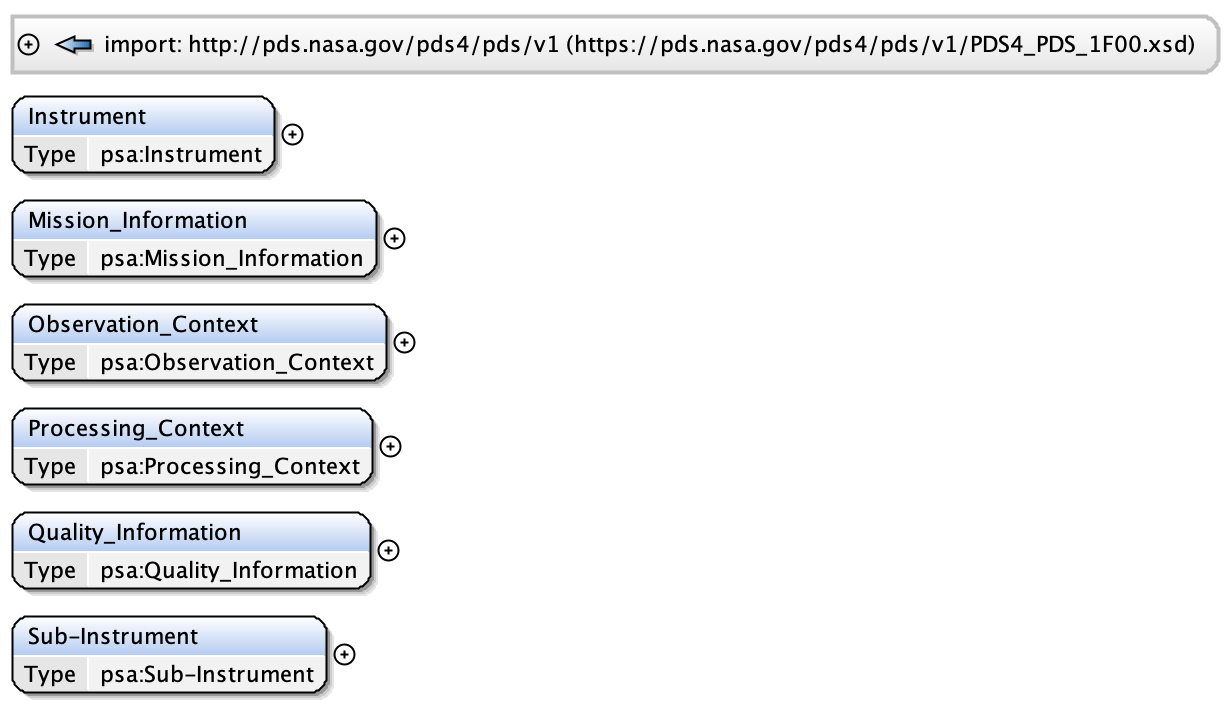 import: http://pds.nasa.gov/pds4/pds/v1 (https://pds.nasa.gov/pds4/pds/v1/PDS4_PDS_1F00.xsd)
Instrument
Type psa:Instrument
Mission_Information
Type psa:Mission_Information
Observation_Context
Type psa:Observation_Context
Processing_Context
Type psa:Processing_Context
Quality_Information
Type psa:Quality_Information
Sub-Instrument
Type psa:Sub-Instrument